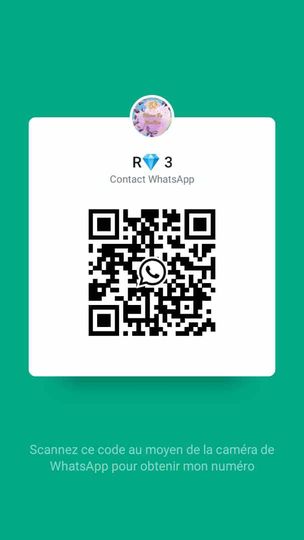 R💎 3
Contact WhatsApp
Scannez ce code au moyen de la caméra de
WhatsApp pour obtenir mon numéro